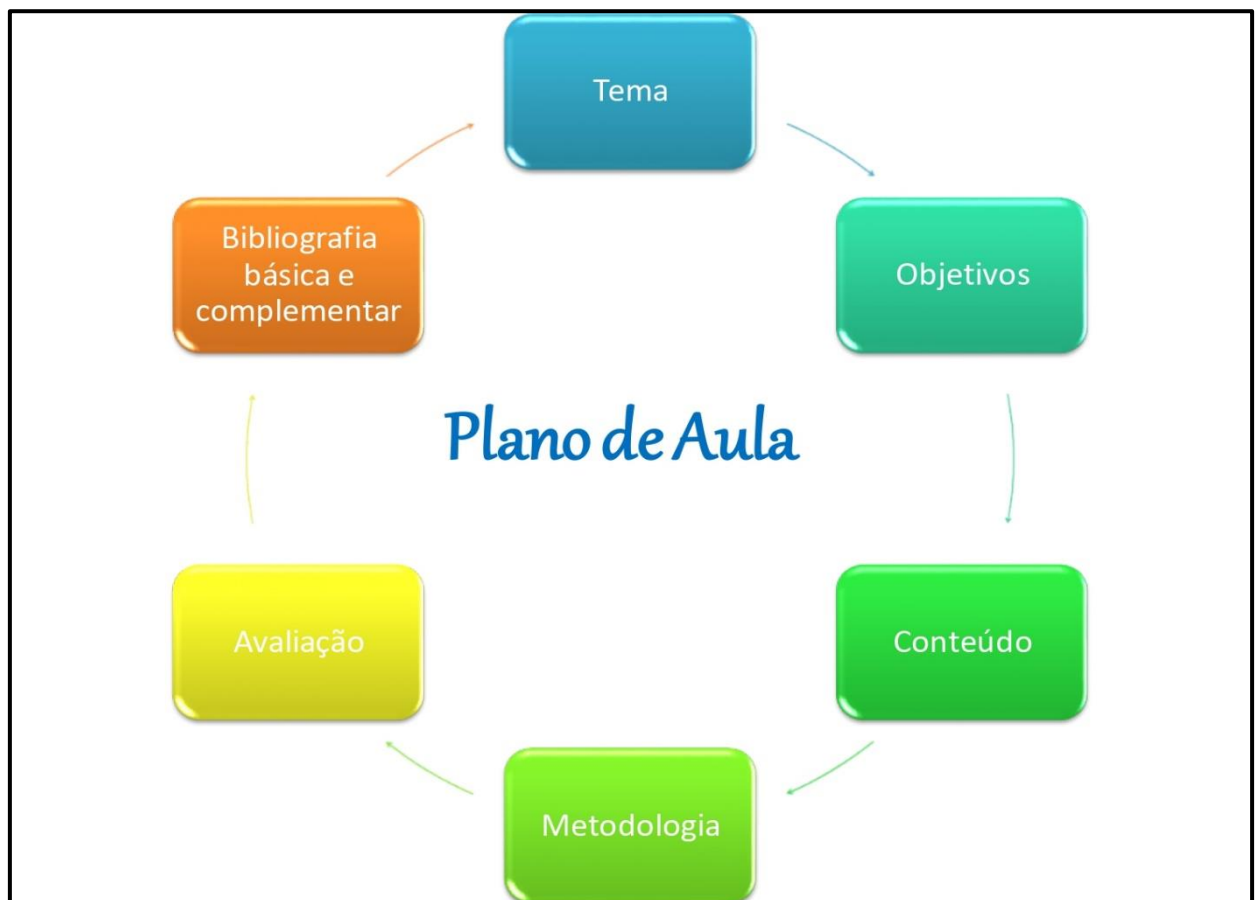 Tema
Objetivos
Conteúdo
Metodologia
Avaliação
Bibliografia
básica e
complementar
Plano de Aula